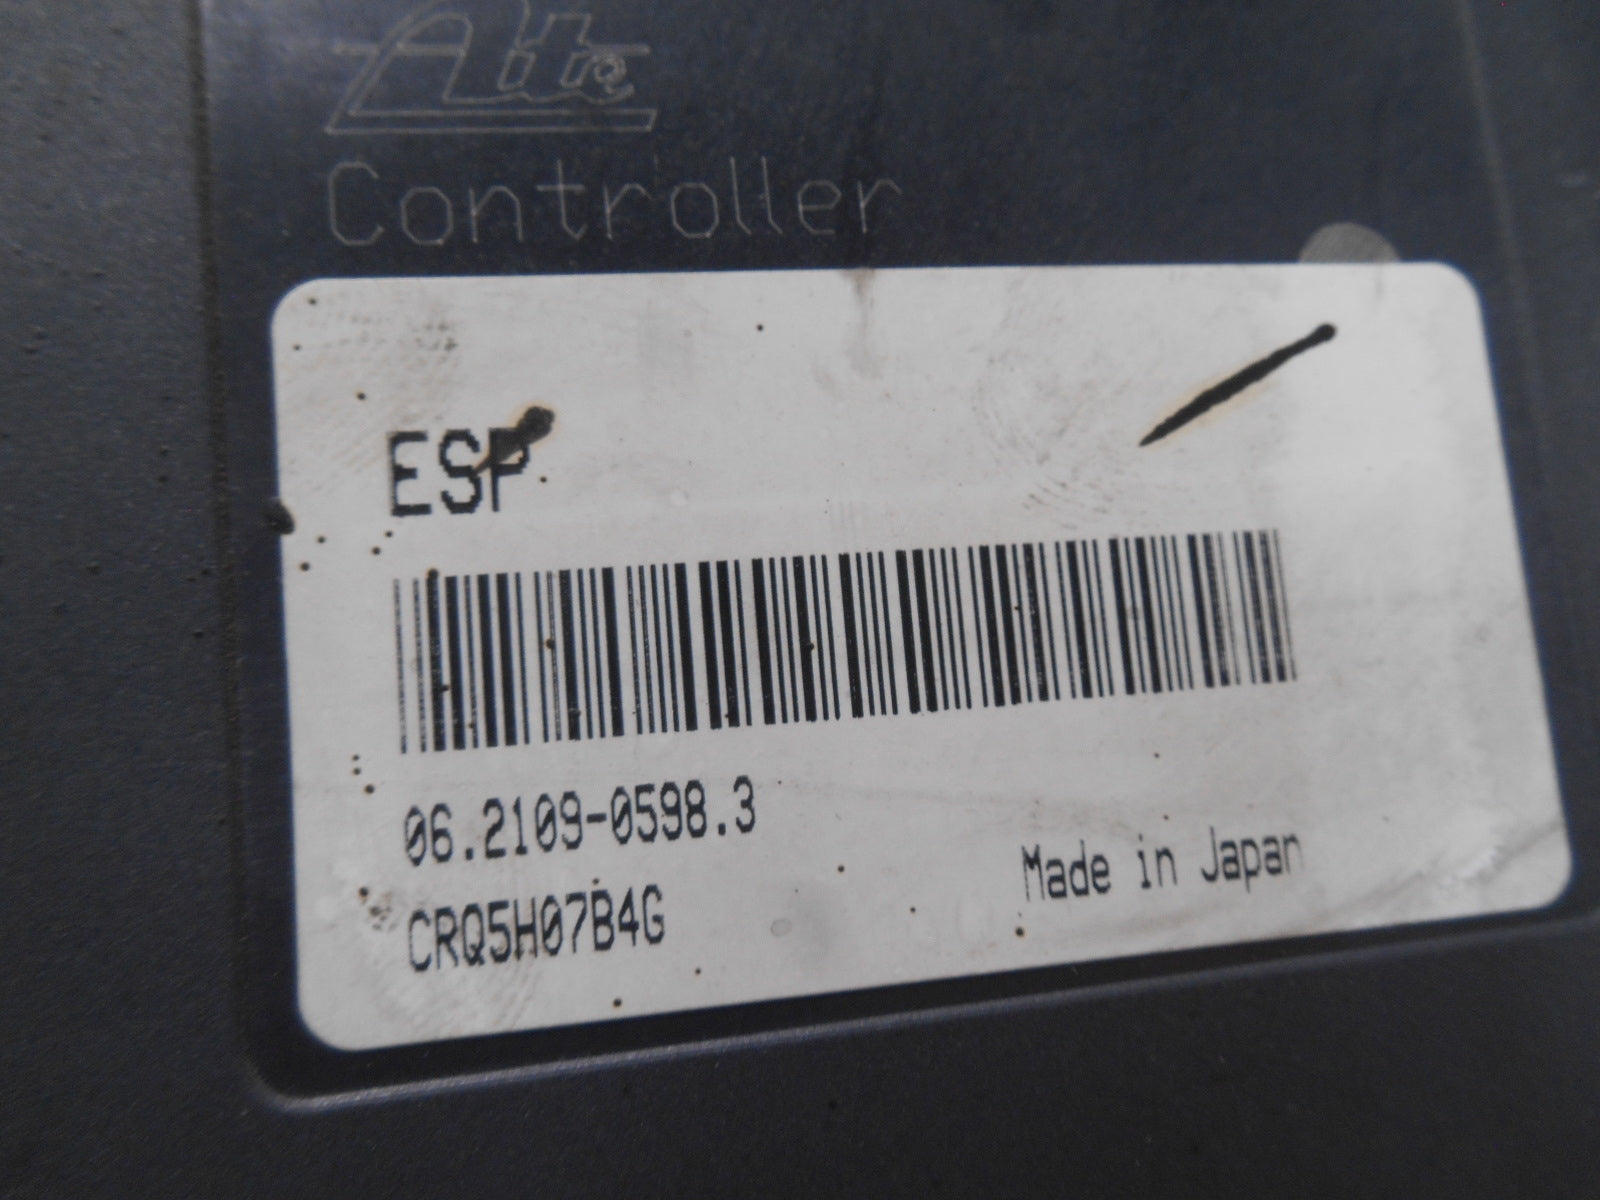 Ate
Controller
ESP
06.2109-0598.3
CRQ5H07B4G
Made in Japan